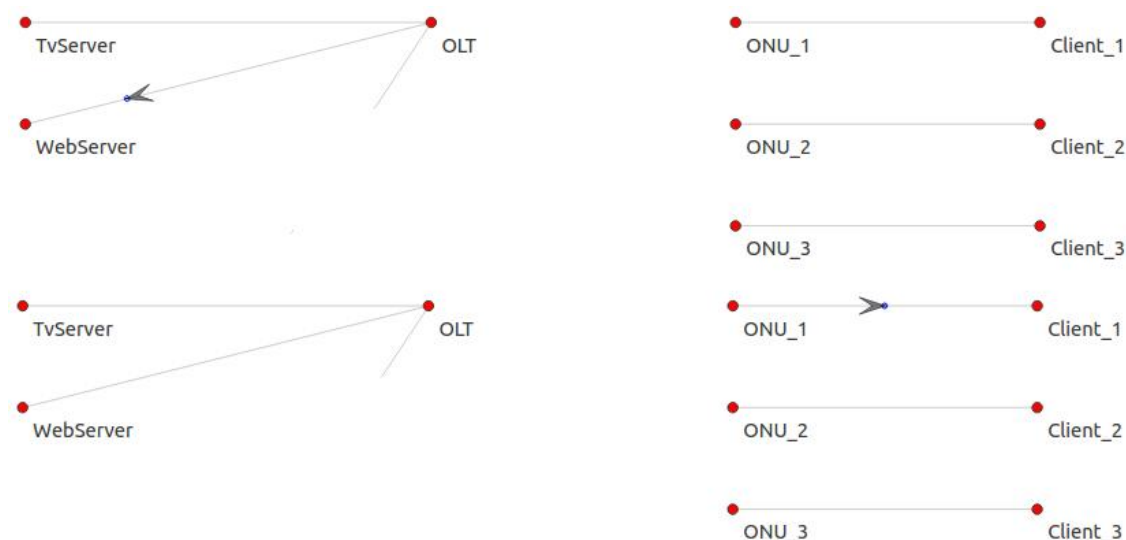 TvServer OLT ONU_1 Client_1
WebServer ONU_2 Client_2
ONU_3 Client_3
TvServer OLT ONU_1 Client_1
WebServer ONU_2 Client_2
ONU_3 Client_3